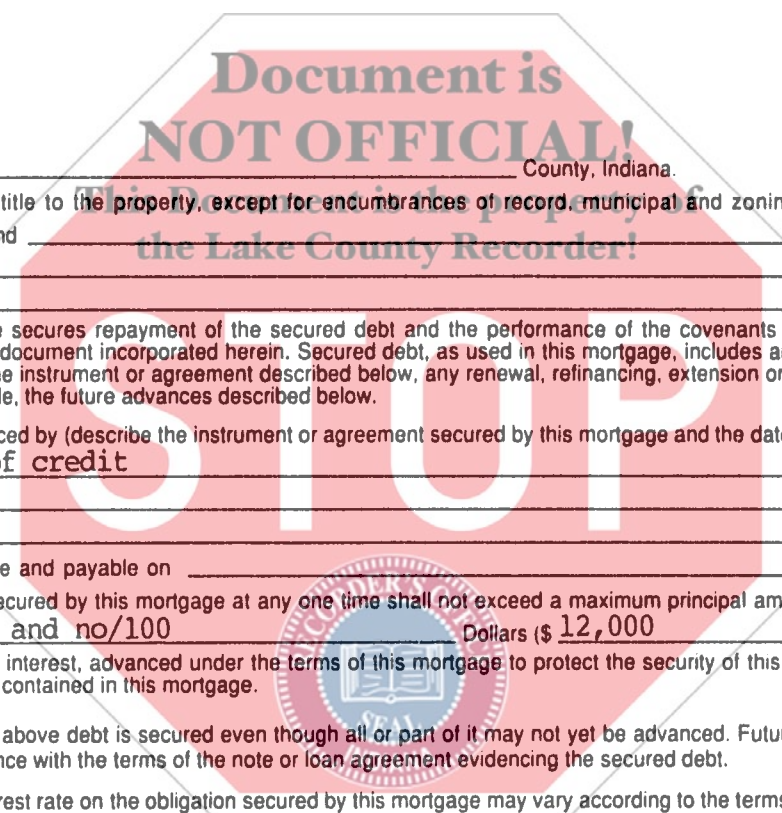 Document is
NOT OFFICIAL!
County, Indiana.
This Document is the property of
title to the property, except for encumbrances of record, municipal and zonin
nd
the Lake County Recorder!
e secures repayment of the secured debt and the performance of the covenants
document incorporated herein. Secured debt, as used in this mortgage, includes a
e instrument or agreement described below, any renewal, refinancing, extension or
le, the future advances described below.
ced by (describe the instrument or agreement secured by this mortgage and the dat
of credit
STOP
e and payable on
ecured by this mortgage at any one time shall not exceed a maximum principal am
and no/100 Dollars ($ 12,000
interest, advanced under the terms of this mortgage to protect the security of this
contained in this mortgage.
above debt is secured even though all or part of it may not yet be advanced. Futu
nce with the terms of the note or loan agreement evidencing the secured debt.
rest rate on the obligation secured by this mortgage may vary according to the terms
SEAL
INDIANA